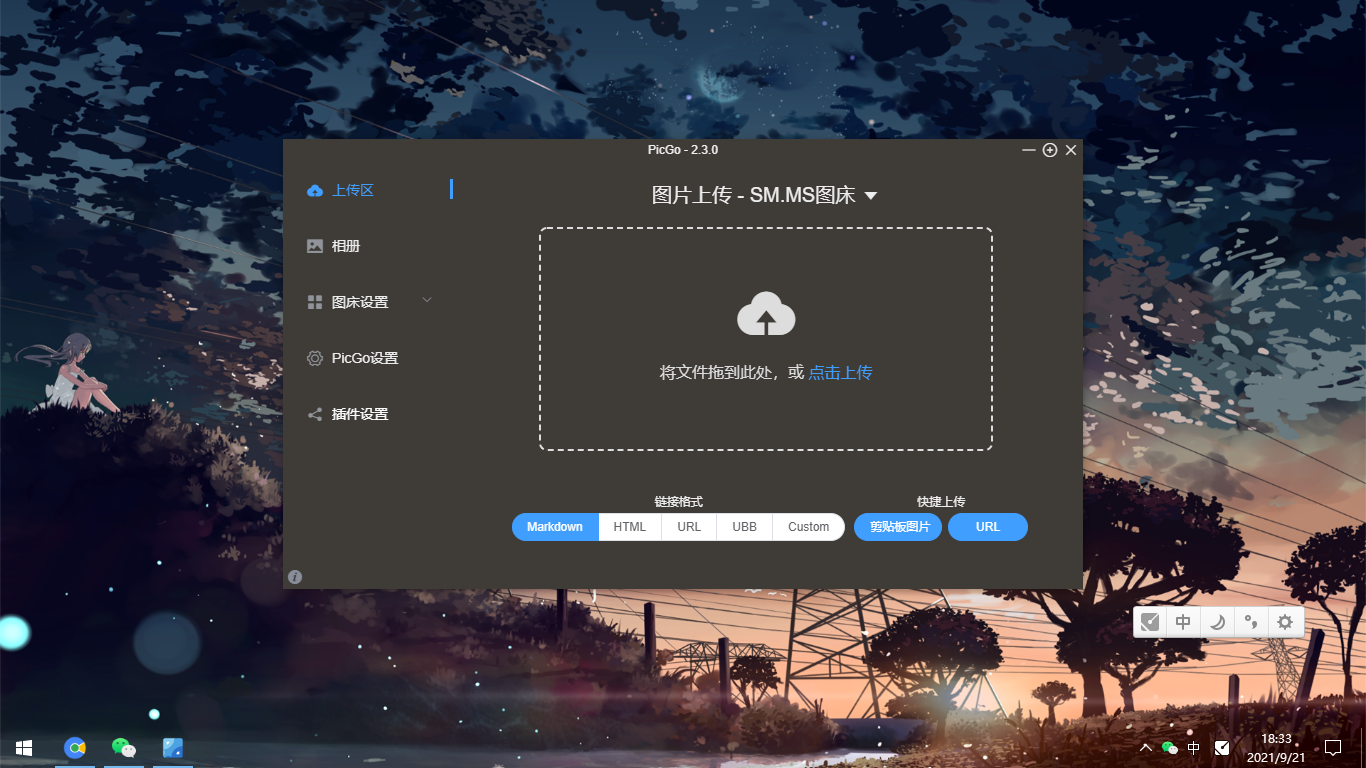 PicGo - 2.3.0
上传区
相册
图床设置
PicGo设置
插件设置
图片上传 - SM.MS图床
将文件拖到此处，或 点击上传
链接格式
Markdown HTML URL UBB Custom
快捷上传
剪贴板图片 URL
中
中
18:33
2021/9/21